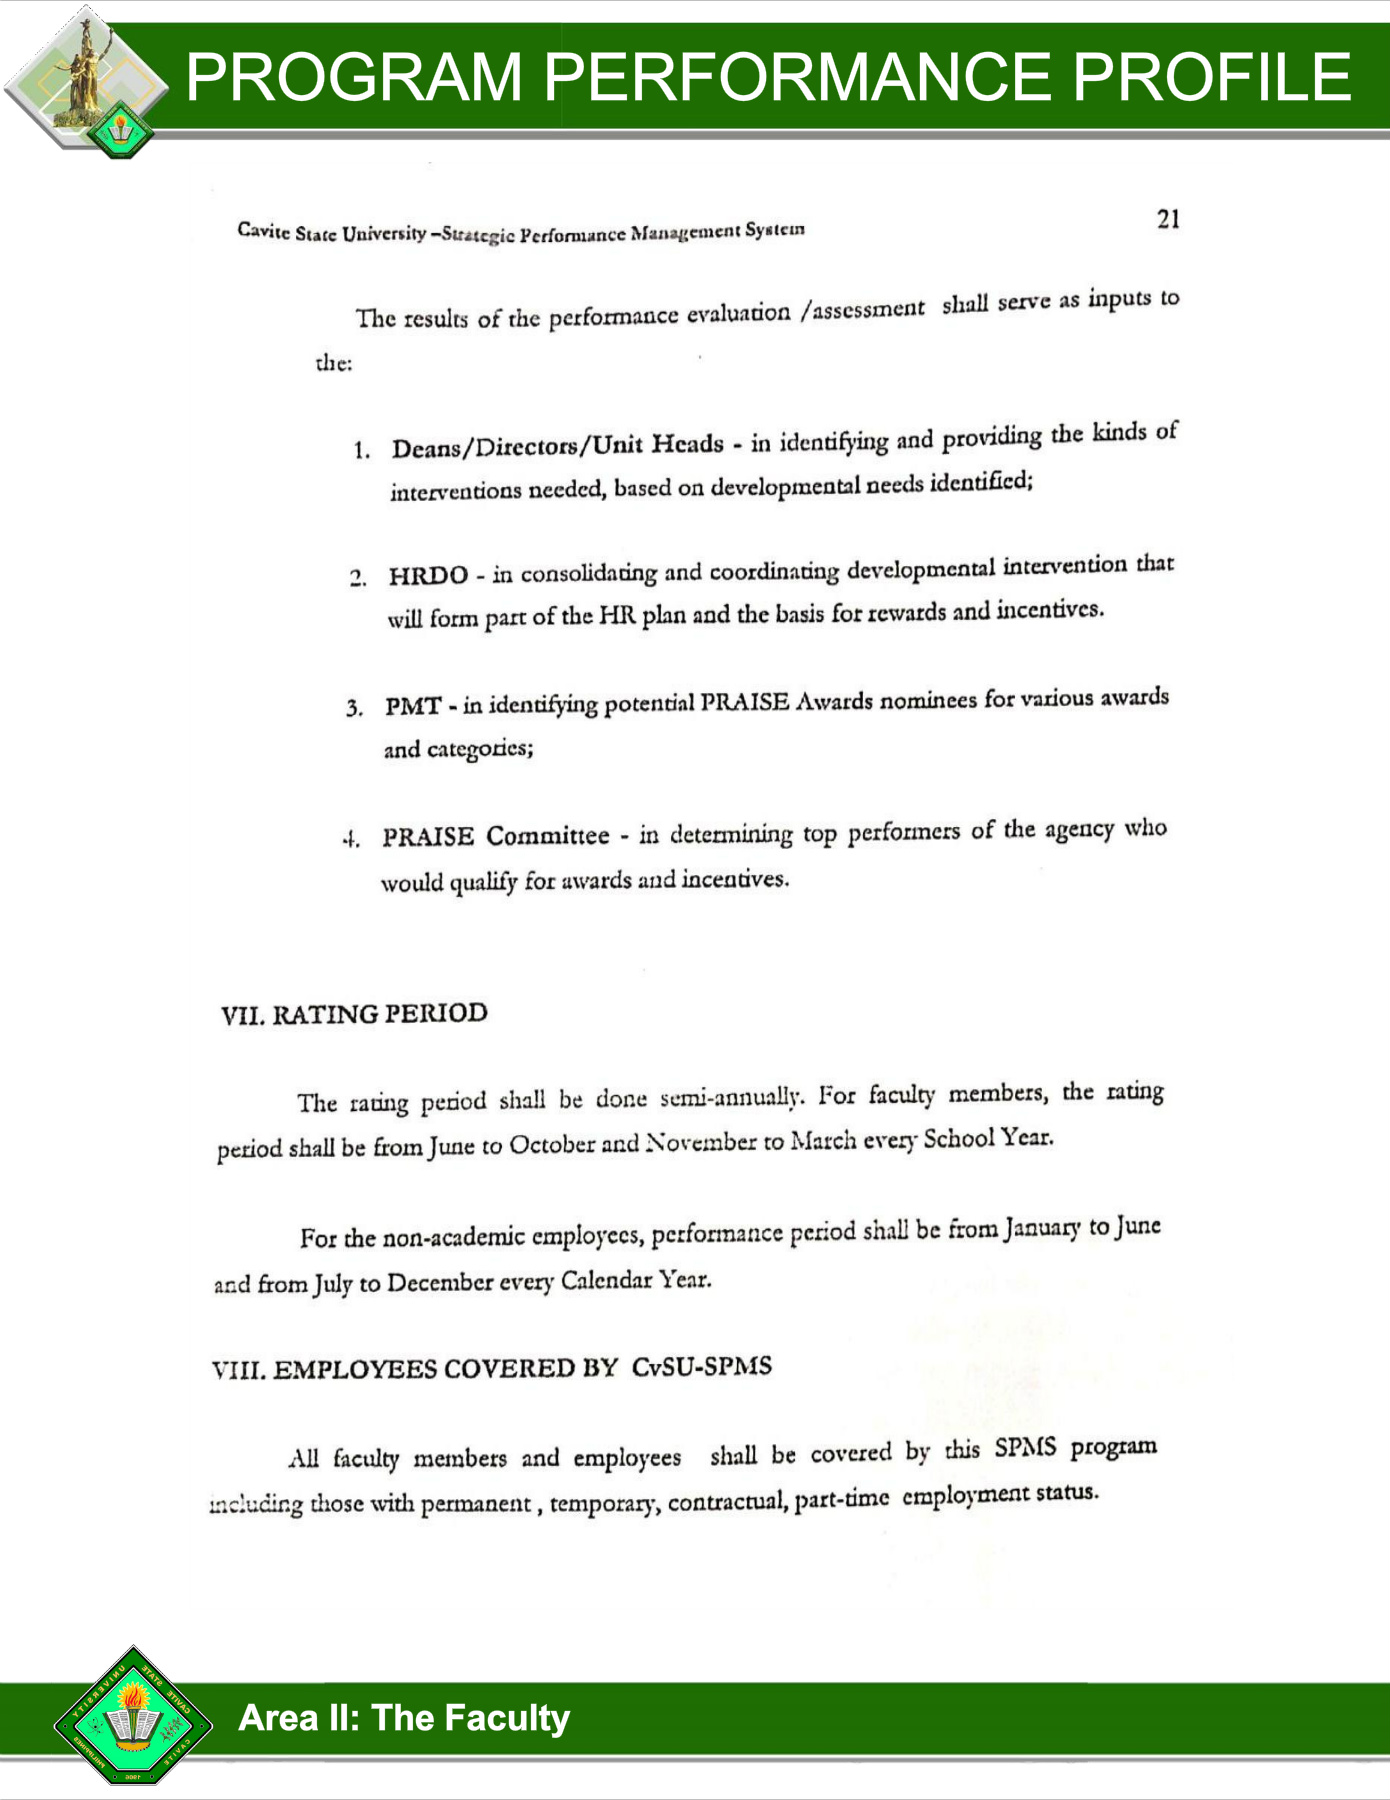 PROGRAM PERFORMANCE PROFILE
Cavite State University –Strategic Performance Management System 21
The results of the performance evaluation /assessment shall serve as inputs to
the:
1. Deans/Directors/Unit Heads - in identifying and providing the kinds of
interventions needed, based on developmental needs identified;
2. HRDO - in consolidating and coordinating developmental intervention that
will form part of the HR plan and the basis for rewards and incentives.
3. PMT - in identifying potential PRAISE Awards nominees for various awards
and categories;
4. PRAISE Committee - in determining top performers of the agency who
would qualify for awards and incentives.
VII. RATING PERIOD
The rating period shall be done semi-annually. For faculty members, the rating
period shall be from June to October and November to March every School Year.
For the non-academic employees, performance period shall be from January to June
and from July to December every Calendar Year.
VIII. EMPLOYEES COVERED BY CvSU-SPMS
All faculty members and employees shall be covered by this SPMS program
including those with permanent , temporary, contractual, part-time employment status.
CAVITE STATE UNIVERSITY
PHILIPPINES
CAVITE
1906
Area II: The Faculty